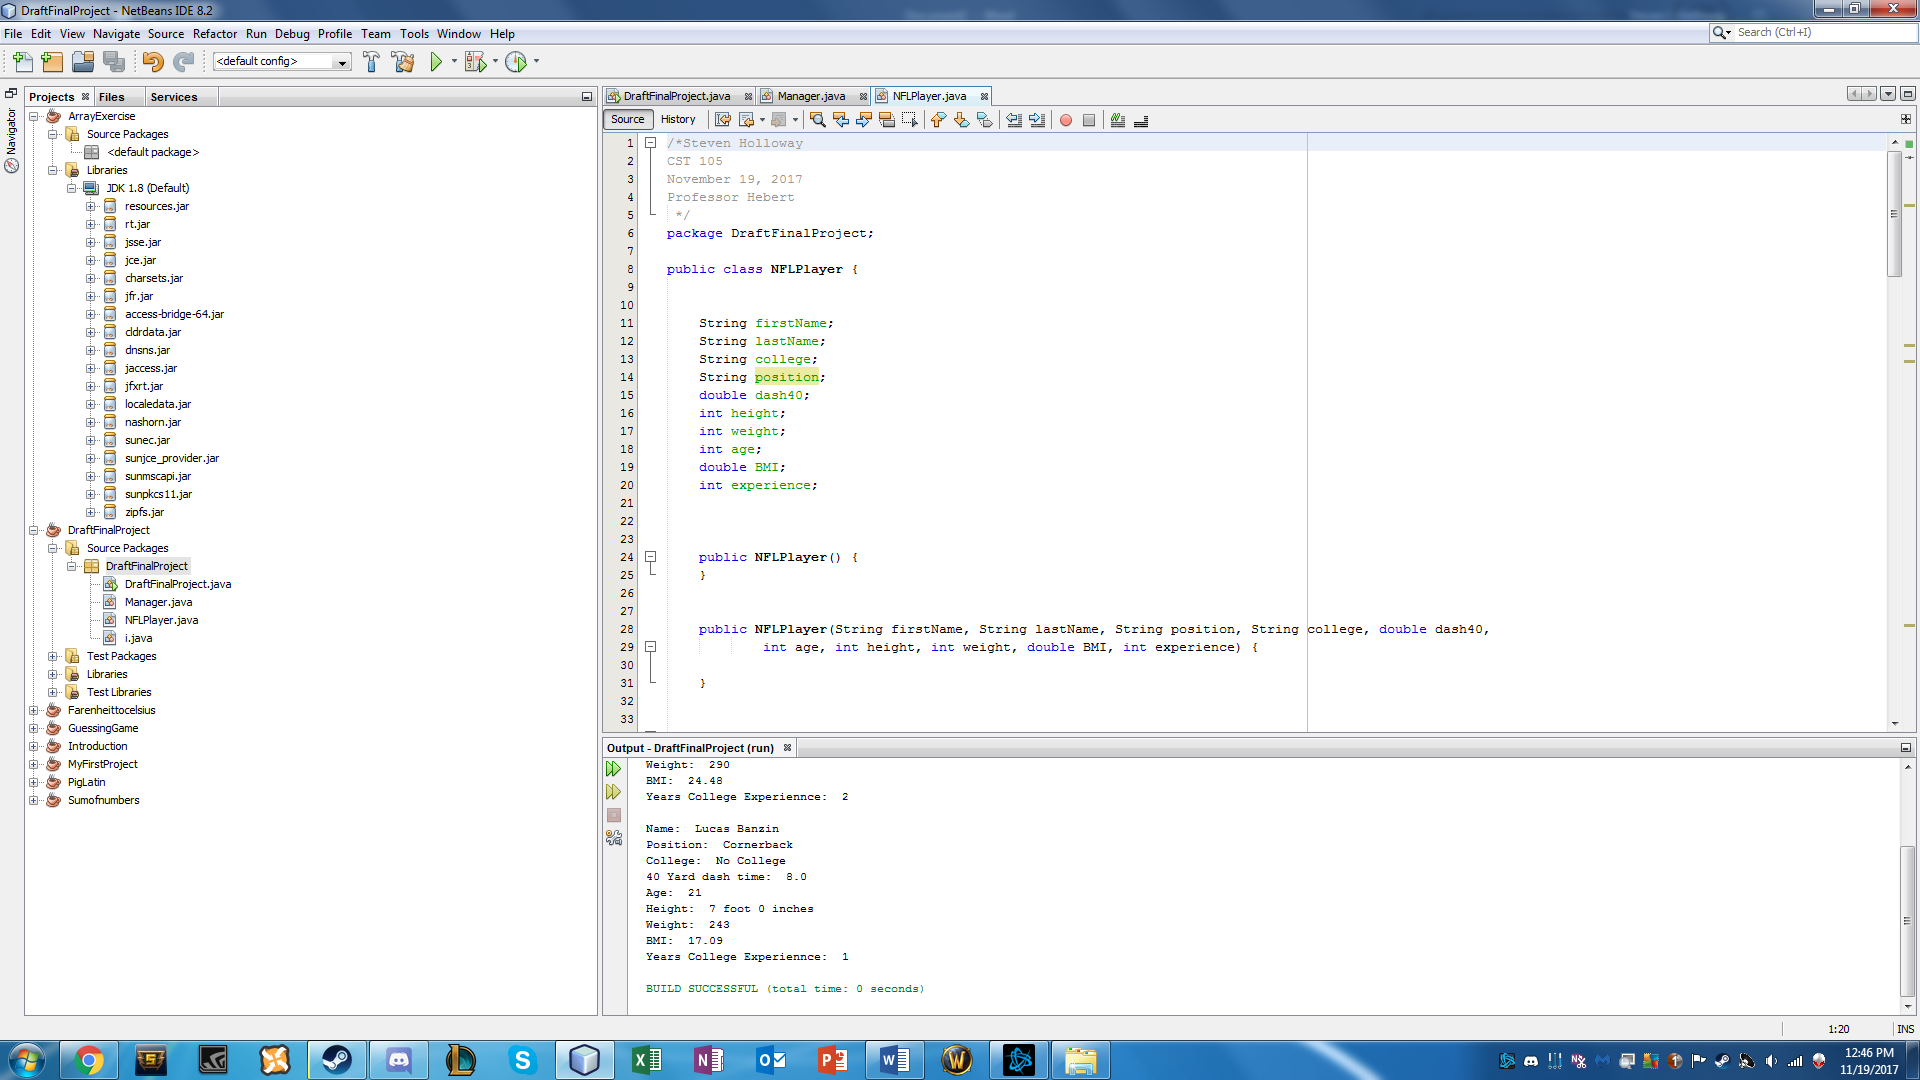 DraftFinalProject - NetBeans IDE 8.2
File Edit View Navigate Source Refactor Run Debug Profile Team Tools Window Help
Search (Ctrl+I)
<default config>
Projects Files Services
Navigator
ArrayExercise
Source Packages
<default package>
Libraries
JDK 1.8 (Default)
resources.jar
rt.jar
jsse.jar
jce.jar
charsets.jar
jfr.jar
access-bridge-64.jar
cldrdata.jar
dnsns.jar
jaccess.jar
jfxrt.jar
localedata.jar
nashorn.jar
sunec.jar
sunjce_provider.jar
sunmscapi.jar
sunpkcs11.jar
zipfs.jar
DraftFinalProject
Source Packages
DraftFinalProject
DraftFinalProject.java
Manager.java
NFLPlayer.java
i.java
Test Packages
Libraries
Test Libraries
Farenheittocelsius
GuessingGame
Introduction
MyFirstProject
PigLatin
Sumofnumbers
DraftFinalProject.java Manager.java NFLPlayer.java
Source History
1 /*Steven Holloway
2 CST 105
3 November 19, 2017
4 Professor Hebert
5 */
6 package DraftFinalProject;
7
8 public class NFLPlayer {
9
10
11 String firstName;
12 String lastName;
13 String college;
14 String position;
15 double dash40;
16 int height;
17 int weight;
18 int age;
19 double BMI;
20 int experience;
21
22
23
24 public NFLPlayer() {
25 }
26
27
28 public NFLPlayer(String firstName, String lastName, String position, String college, double dash40,
29 int age, int height, int weight, double BMI, int experience) {
30
31 }
32
33
Output - DraftFinalProject (run)
Weight: 290
BMI: 24.48
Years College Experiennce: 2
Name: Lucas Banzin
Position: Cornerback
College: No College
40 Yard dash time: 8.0
Age: 21
Height: 7 foot 0 inches
Weight: 243
BMI: 17.09
Years College Experiennce: 1
BUILD SUCCESSFUL (total time: 0 seconds)
1:20 INS
12:46 PM
11/19/2017